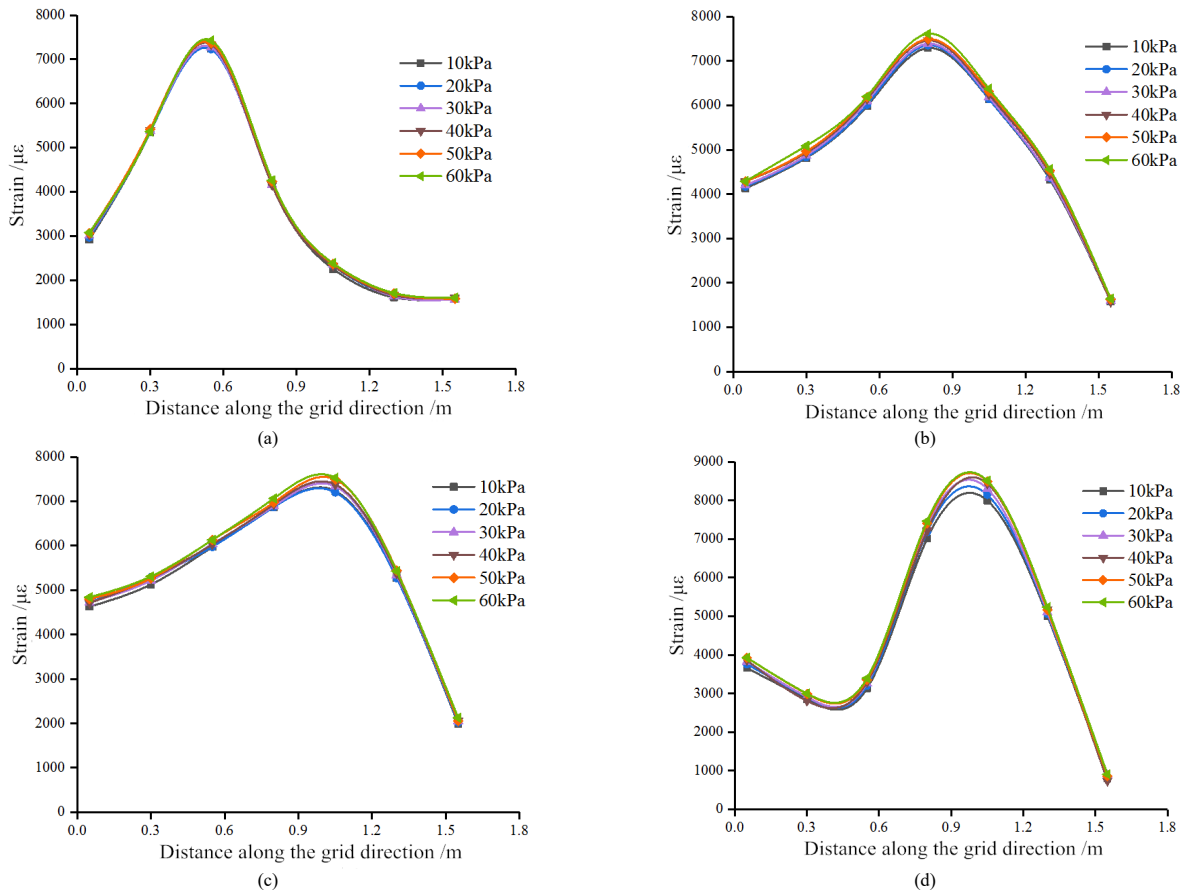 8000
7000
6000
5000
4000
3000
2000
1000
0
Strain /με
0.0 0.3 0.6 0.9 1.2 1.5 1.8
Distance along the grid direction /m
10kPa
20kPa
30kPa
40kPa
50kPa
60kPa
(a)
8000
7000
6000
5000
4000
3000
2000
1000
0
Strain /με
0.0 0.3 0.6 0.9 1.2 1.5 1.8
Distance along the grid direction /m
10kPa
20kPa
30kPa
40kPa
50kPa
60kPa
(b)
8000
7000
6000
5000
4000
3000
2000
1000
0
Strain /με
0.0 0.3 0.6 0.9 1.2 1.5 1.8
Distance along the grid direction /m
10kPa
20kPa
30kPa
40kPa
50kPa
60kPa
(c)
9000
8000
7000
6000
5000
4000
3000
2000
1000
0
Strain /με
0.0 0.3 0.6 0.9 1.2 1.5 1.8
Distance along the grid direction /m
10kPa
20kPa
30kPa
40kPa
50kPa
60kPa
(d)